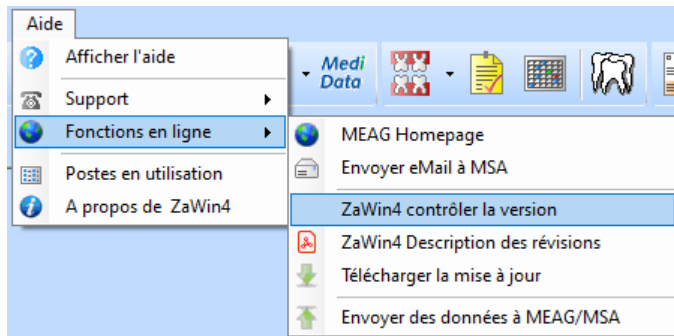 Aide
Afficher l'aide
Support
Fonctions en ligne
Postes en utilisation
A propos de ZaWin4
Medi
Data
MEAG Homepage
Envoyer eMail à MSA
ZaWin4 contrôler la version
ZaWin4 Description des révisions
Télécharger la mise à jour
Envoyer des données à MEAG/MSA